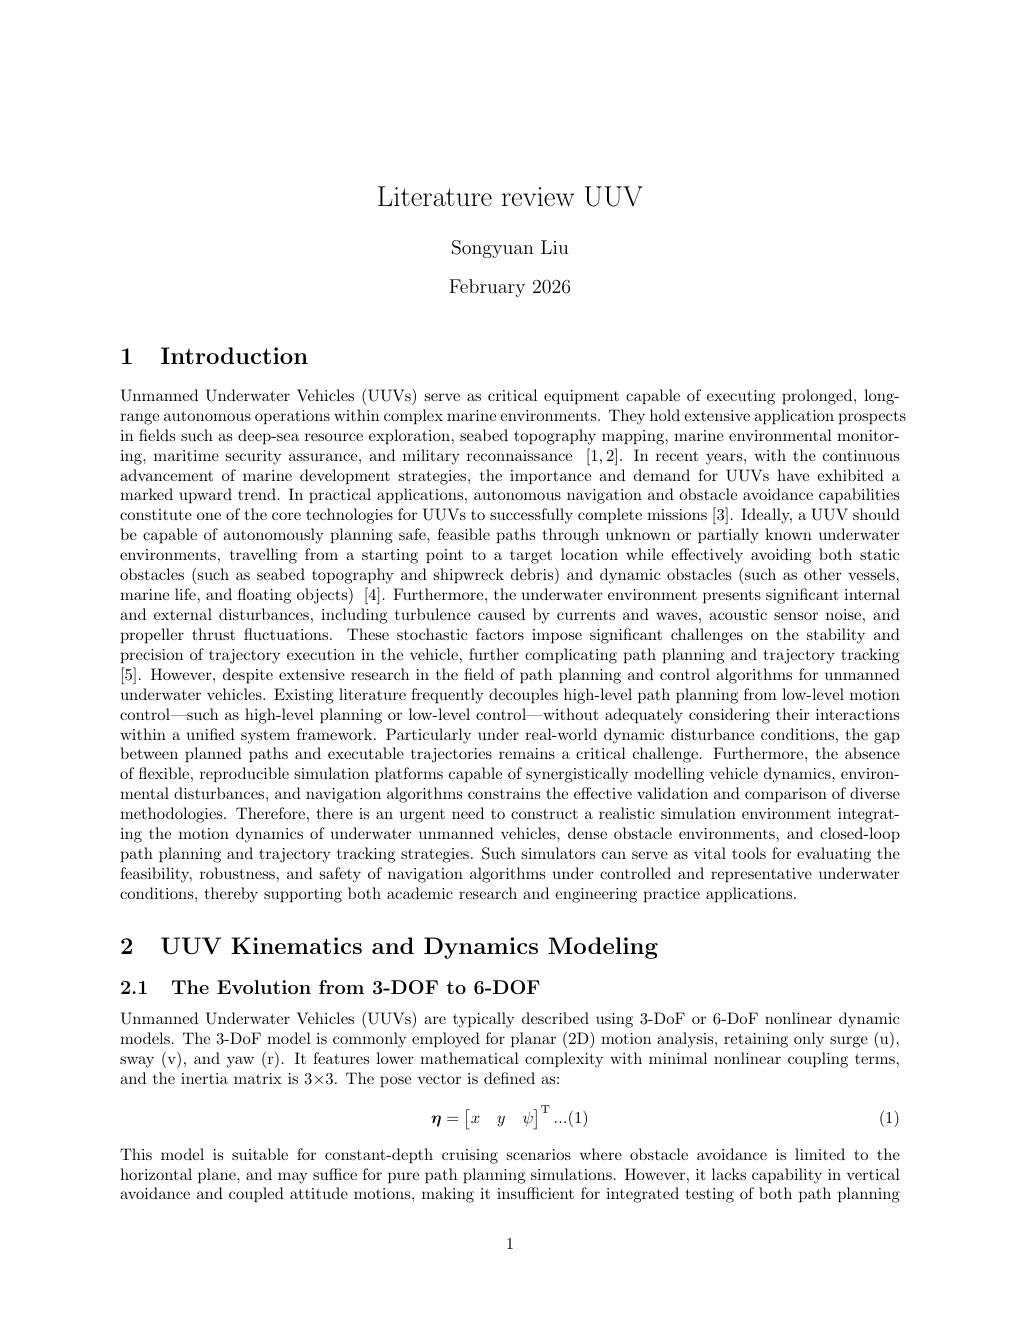 Literature review UUV
Songyuan Liu
February 2026
1 Introduction
Unmanned Underwater Vehicles (UUVs) serve as critical equipment capable of executing prolonged, long-
range autonomous operations within complex marine environments. They hold extensive application prospects
in fields such as deep-sea resource exploration, seabed topography mapping, marine environmental monitor-
ing, maritime security assurance, and military reconnaissance [1, 2]. In recent years, with the continuous
advancement of marine development strategies, the importance and demand for UUVs have exhibited a
marked upward trend. In practical applications, autonomous navigation and obstacle avoidance capabilities
constitute one of the core technologies for UUVs to successfully complete missions [3]. Ideally, a UUV should
be capable of autonomously planning safe, feasible paths through unknown or partially known underwater
environments, travelling from a starting point to a target location while effectively avoiding both static
obstacles (such as seabed topography and shipwreck debris) and dynamic obstacles (such as other vessels,
marine life, and floating objects) [4]. Furthermore, the underwater environment presents significant internal
and external disturbances, including turbulence caused by currents and waves, acoustic sensor noise, and
propeller thrust fluctuations. These stochastic factors impose significant challenges on the stability and
precision of trajectory execution in the vehicle, further complicating path planning and trajectory tracking
[5]. However, despite extensive research in the field of path planning and control algorithms for unmanned
underwater vehicles. Existing literature frequently decouples high-level path planning from low-level motion
control—such as high-level planning or low-level control—without adequately considering their interactions
within a unified system framework. Particularly under real-world dynamic disturbance conditions, the gap
between planned paths and executable trajectories remains a critical challenge. Furthermore, the absence
of flexible, reproducible simulation platforms capable of synergistically modelling vehicle dynamics, environ-
mental disturbances, and navigation algorithms constrains the effective validation and comparison of diverse
methodologies. Therefore, there is an urgent need to construct a realistic simulation environment integrat-
ing the motion dynamics of underwater unmanned vehicles, dense obstacle environments, and closed-loop
path planning and trajectory tracking strategies. Such simulators can serve as vital tools for evaluating the
feasibility, robustness, and safety of navigation algorithms under controlled and representative underwater
conditions, thereby supporting both academic research and engineering practice applications.
2 UUV Kinematics and Dynamics Modeling
2.1 The Evolution from 3-DOF to 6-DOF
Unmanned Underwater Vehicles (UUVs) are typically described using 3-DoF or 6-DoF nonlinear dynamic
models. The 3-DoF model is commonly employed for planar (2D) motion analysis, retaining only surge (u),
sway (v), and yaw (r). It features lower mathematical complexity with minimal nonlinear coupling terms,
and the inertia matrix is 3×3. The pose vector is defined as:
η = [x y ψ]ᵀ ...(1) (1)
This model is suitable for constant-depth cruising scenarios where obstacle avoidance is limited to the
horizontal plane, and may suffice for pure path planning simulations. However, it lacks capability in vertical
avoidance and coupled attitude motions, making it insufficient for integrated testing of both path planning
1